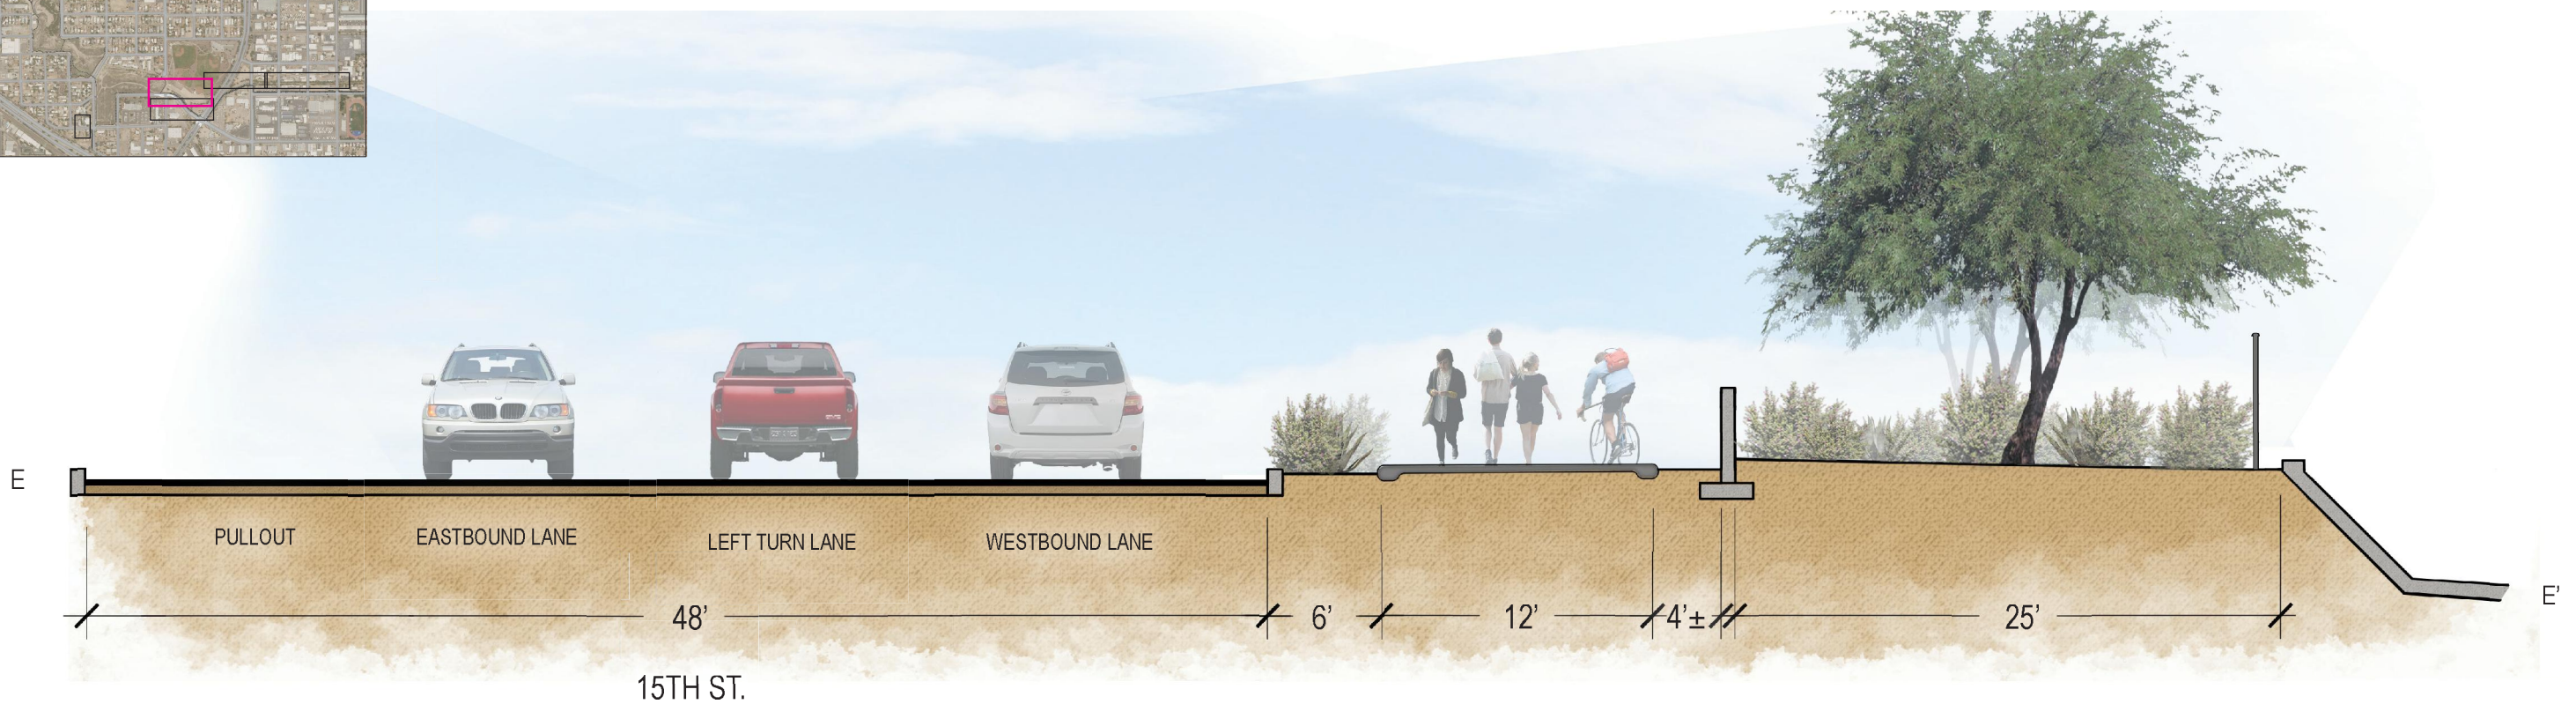 E
PULLOUT
EASTBOUND LANE
LEFT TURN LANE
WESTBOUND LANE
E'
48'
6'
12'
4'±
25'
15TH ST.